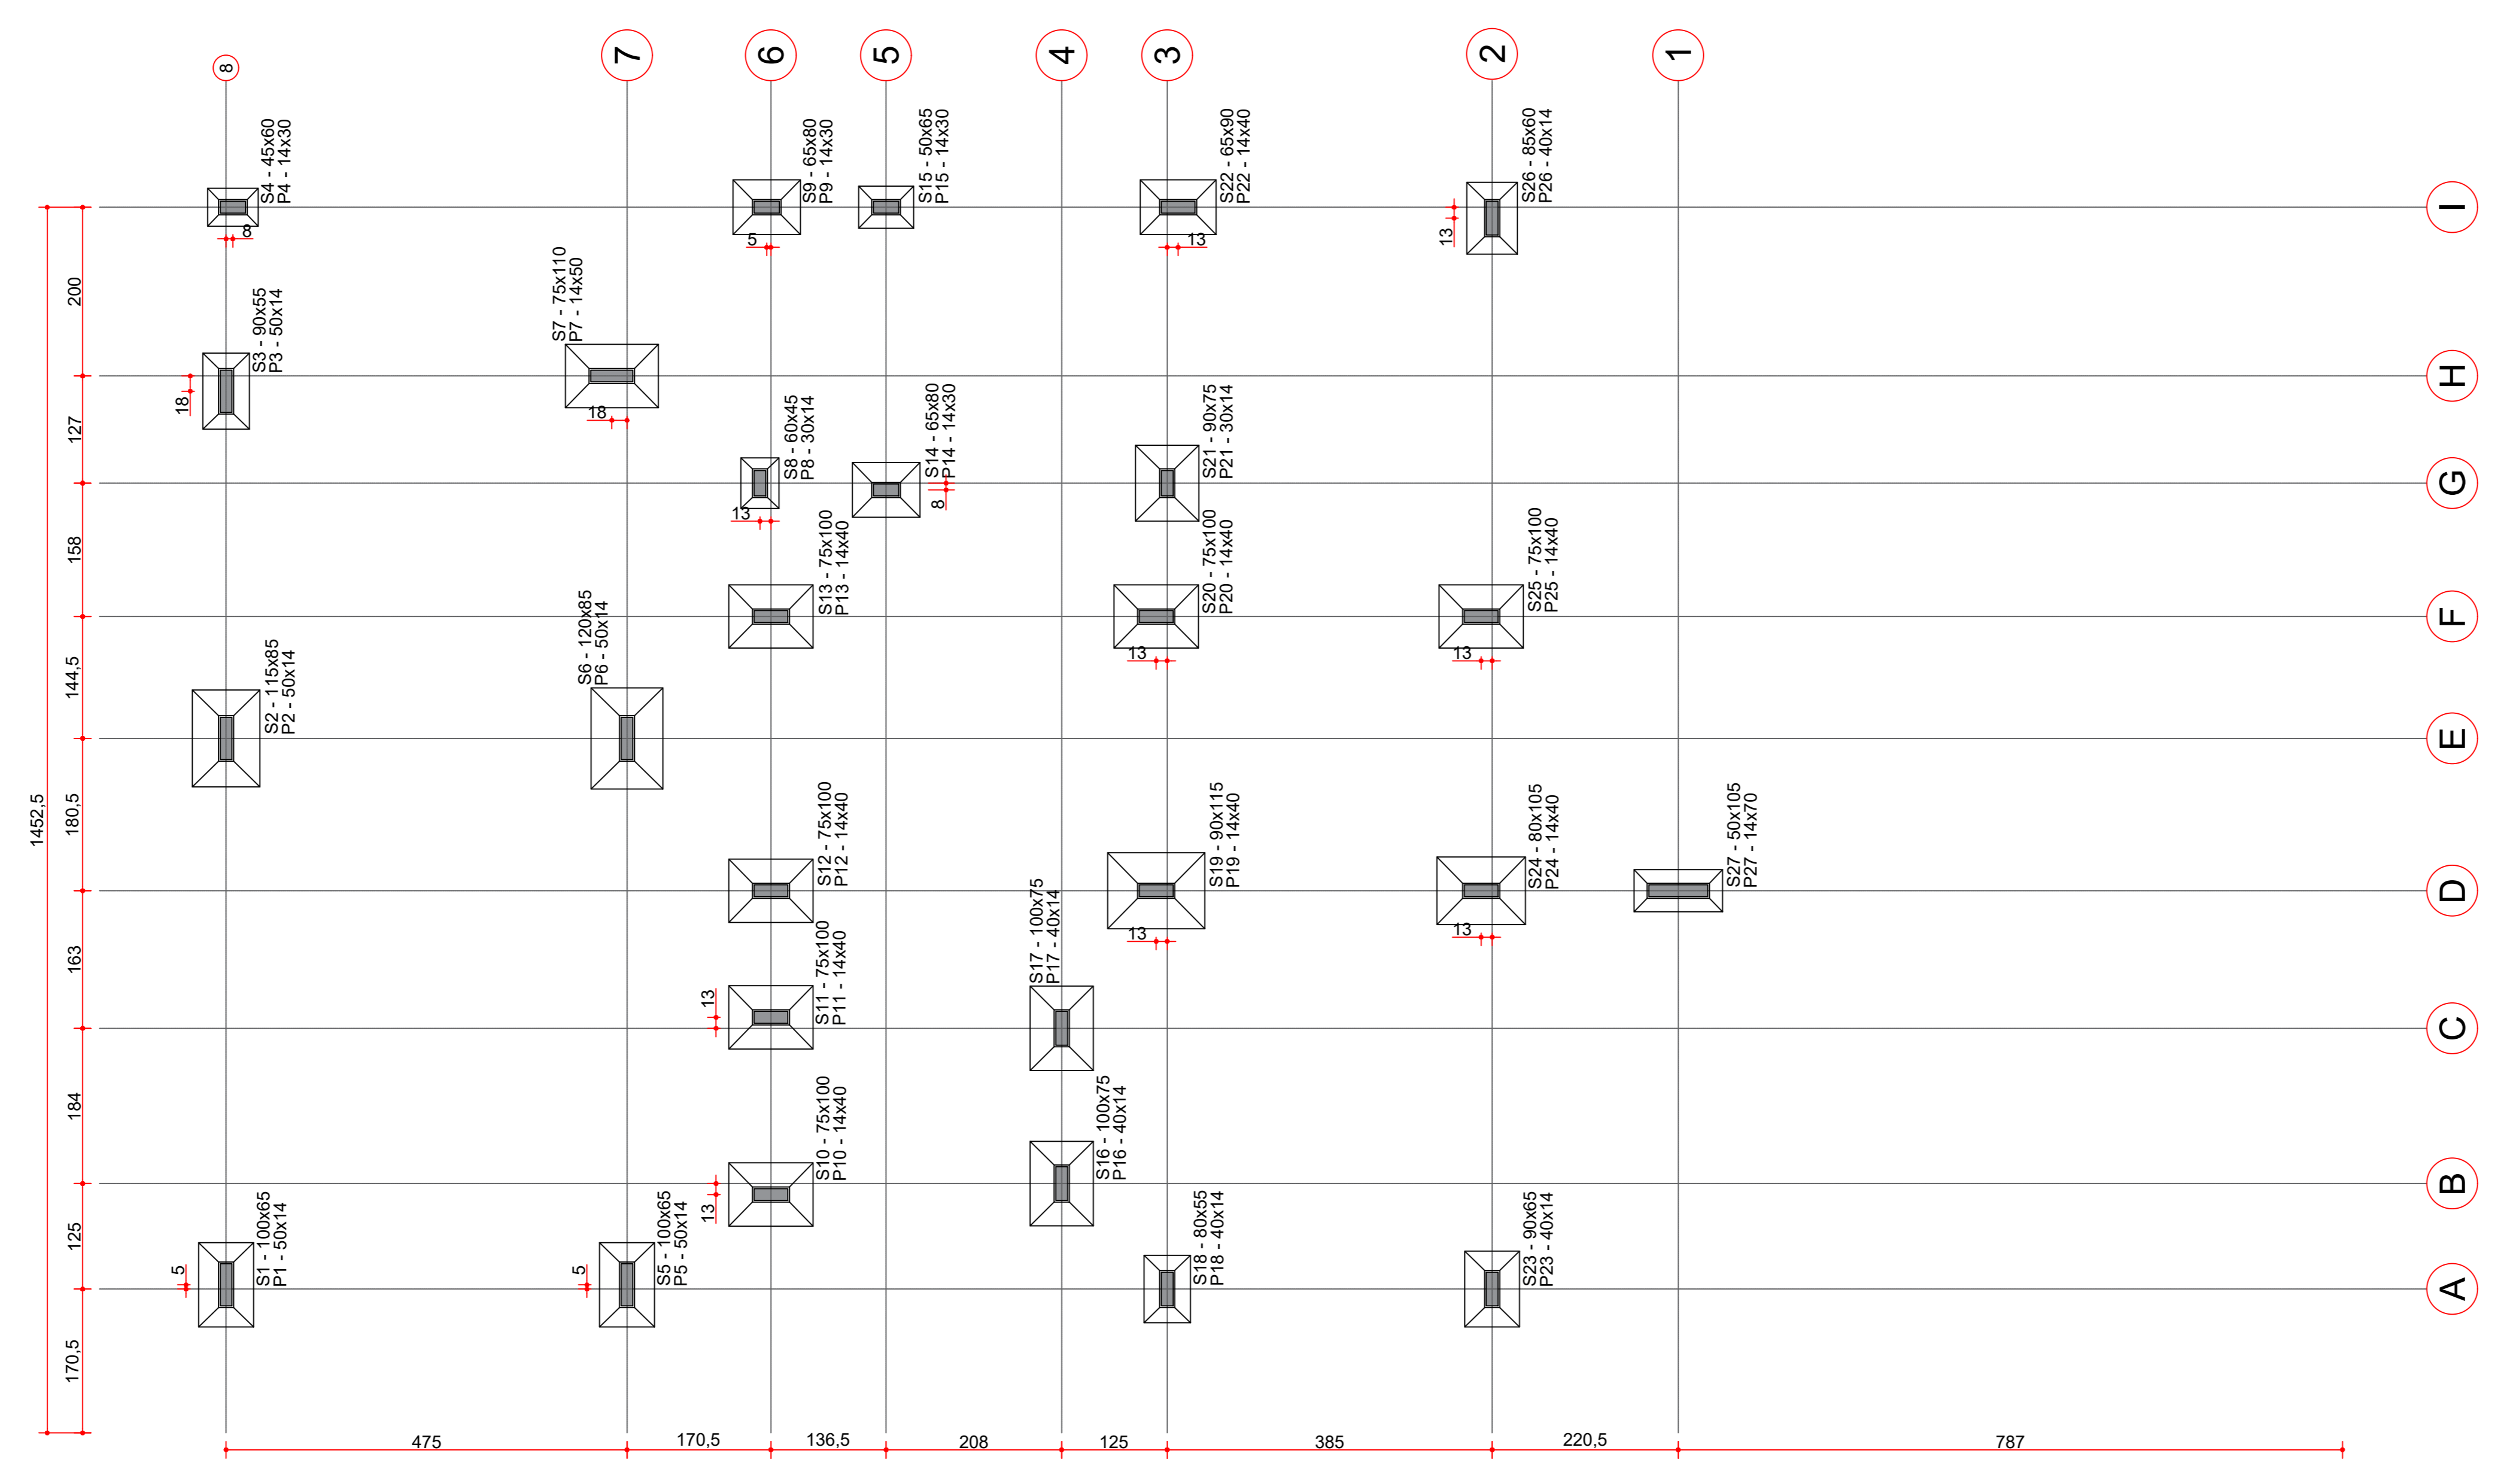 8
7
6
5
4
3
2
1
S4 - 45x60
P4 - 14x30
8
S9 - 65x80
P9 - 14x30
5
S15 - 50x65
P15 - 14x30
S22 - 65x90
P22 - 14x40
13
S26 - 85x60
P26 - 40x14
13
I
200
S3 - 90x55
P3 - 50x14
18
S7 - 75x110
P7 - 14x50
18
H
127
S8 - 60x45
P8 - 30x14
13
S14 - 65x80
P14 - 14x30
8
S21 - 90x75
P21 - 30x14
G
158
S13 - 75x100
P13 - 14x40
S20 - 75x100
P20 - 14x40
13
S25 - 75x100
P25 - 14x40
13
F
144,5
S2 - 115x85
P2 - 50x14
S6 - 120x85
P6 - 50x14
E
1452,5
180,5
S12 - 75x100
P12 - 14x40
S19 - 90x115
P19 - 14x40
13
S24 - 80x105
P24 - 14x40
13
S27 - 50x105
P27 - 14x70
D
163
S11 - 75x100
P11 - 14x40
13
S17 - 100x75
P17 - 40x14
C
184
S10 - 75x100
P10 - 14x40
13
S16 - 100x75
P16 - 40x14
B
125
S1 - 100x65
P1 - 50x14
5
S5 - 100x65
P5 - 50x14
5
S18 - 80x55
P18 - 40x14
S23 - 90x65
P23 - 40x14
A
170,5
475
170,5
136,5
208
125
385
220,5
787